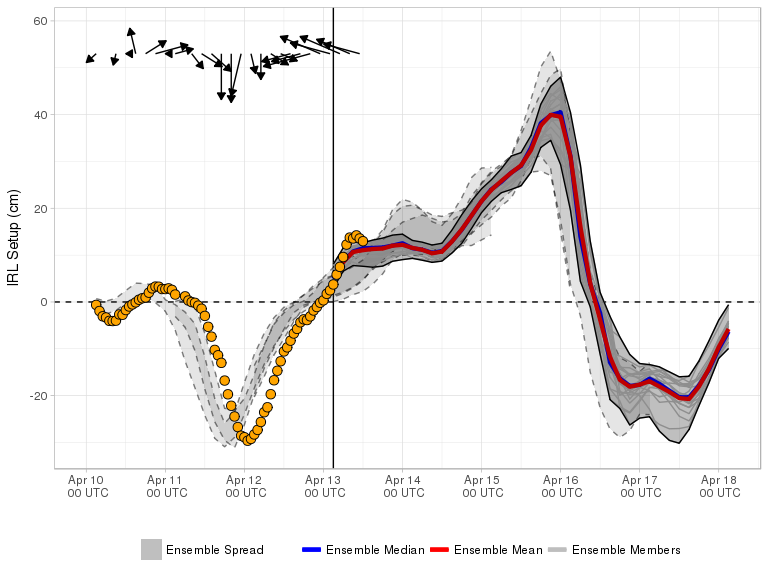 60
40
20
0
-20
IRL Setup (cm)
Apr 10 Apr 11 Apr 12 Apr 13 Apr 14 Apr 15 Apr 16 Apr 17 Apr 18
00 UTC 00 UTC 00 UTC 00 UTC 00 UTC 00 UTC 00 UTC 00 UTC 00 UTC
Ensemble Spread Ensemble Median Ensemble Mean Ensemble Members